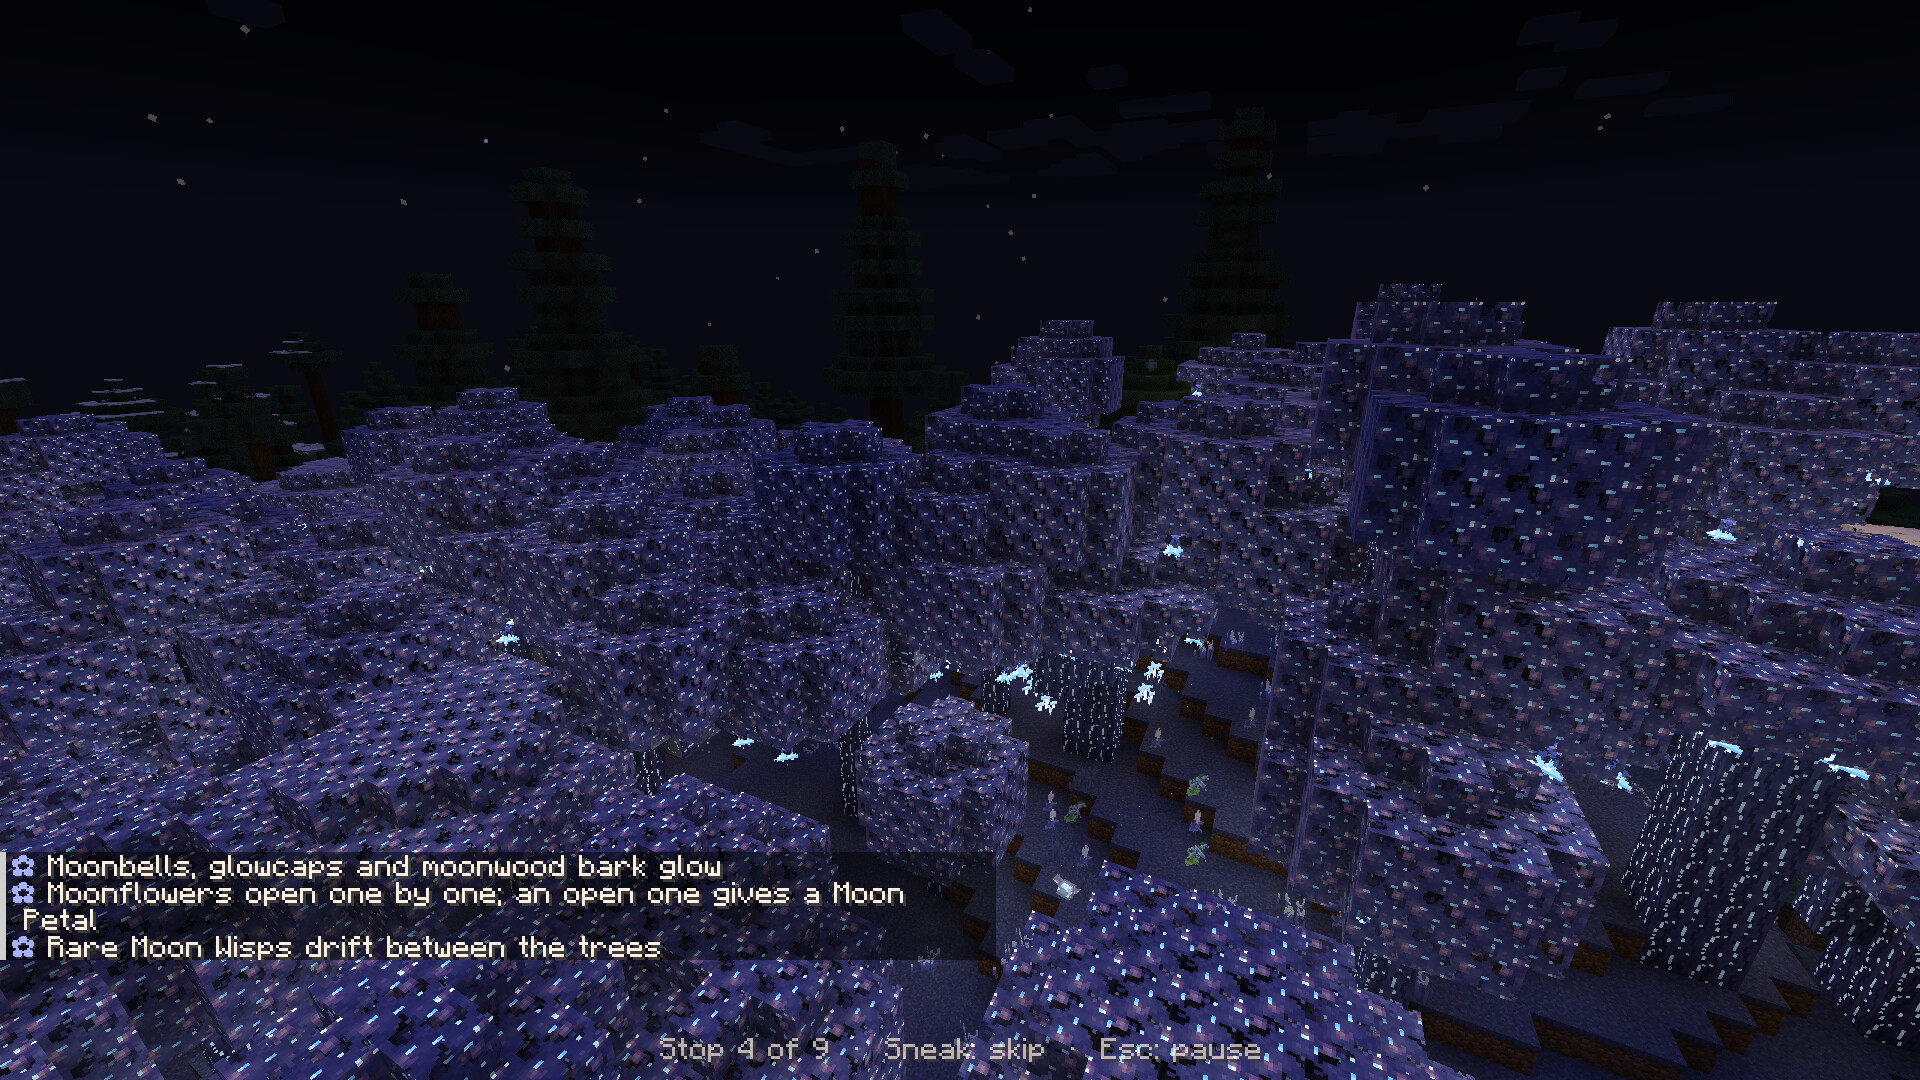 ✿ Moonbells, glowcaps and moonwood bark glow
✿ Moonflowers open one by one; an open one gives a Moon
Petal
✿ Rare Moon Wisps drift between the trees
Stop 4 of 9 · Sneak: skip · Esc: pause